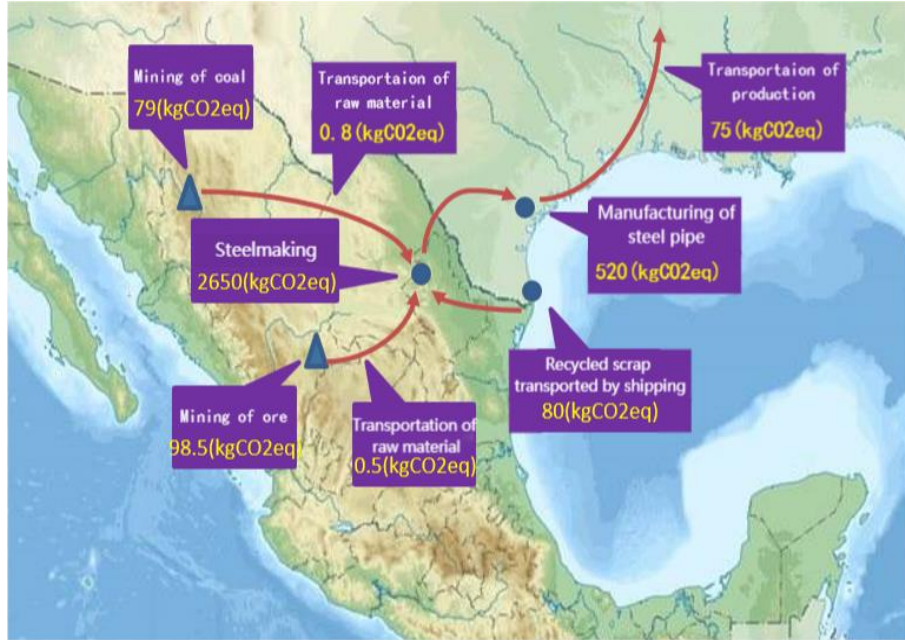 Mining of coal
79(kgCO2eq)
Transportaion of
raw material
0.8(kgCO2eq)
Transportaion of
production
75(kgCO2eq)
Steelmaking
2650(kgCO2eq)
Manufacturing of
steel pipe
520(kgCO2eq)
Mining of ore
98.5(kgCO2eq)
Transportation of
raw material
0.5(kgCO2eq)
Recycled scrap
transported by shipping
80(kgCO2eq)